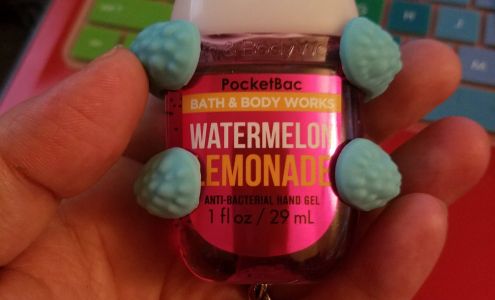 PocketBac
BATH & BODY WORKS
WATERMELON
LEMONADE
ANTI-BACTERIAL HAND GEL
1 fl oz / 29 mL